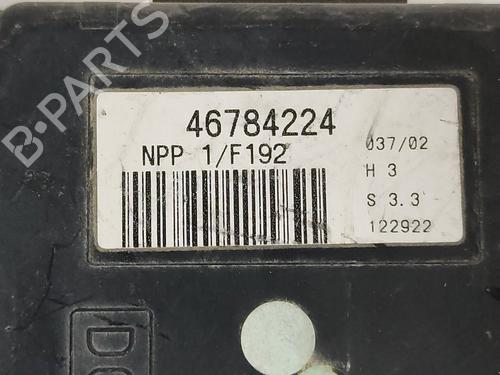 B-PARTS
46784224
NPP 1/F192
037/02
H 3
S 3.3
122922
D